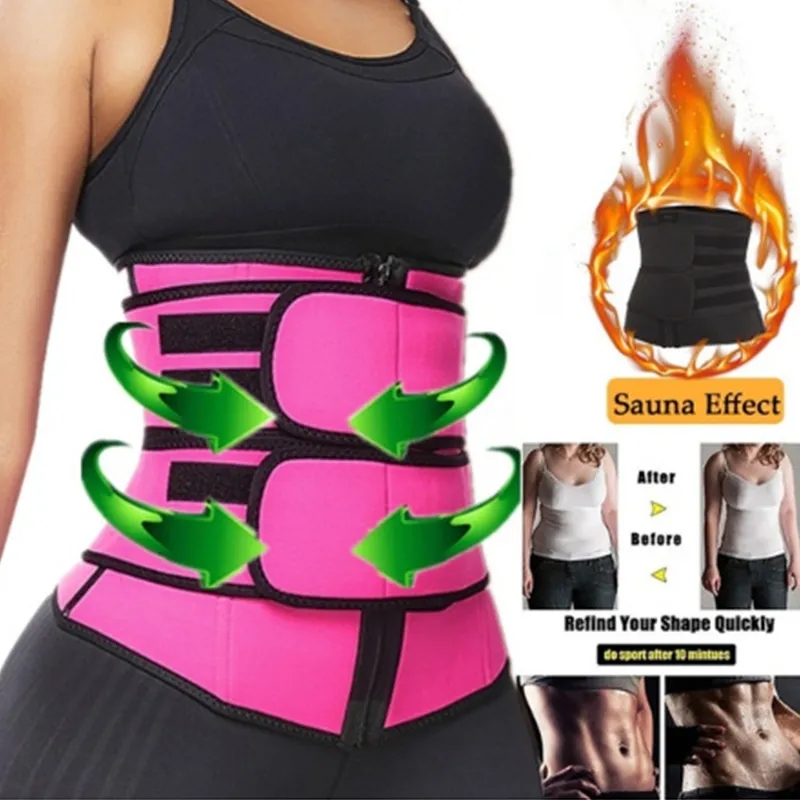 Sauna Effect
After
Before
Refind Your Shape Quickly
do sport after 10 mintues